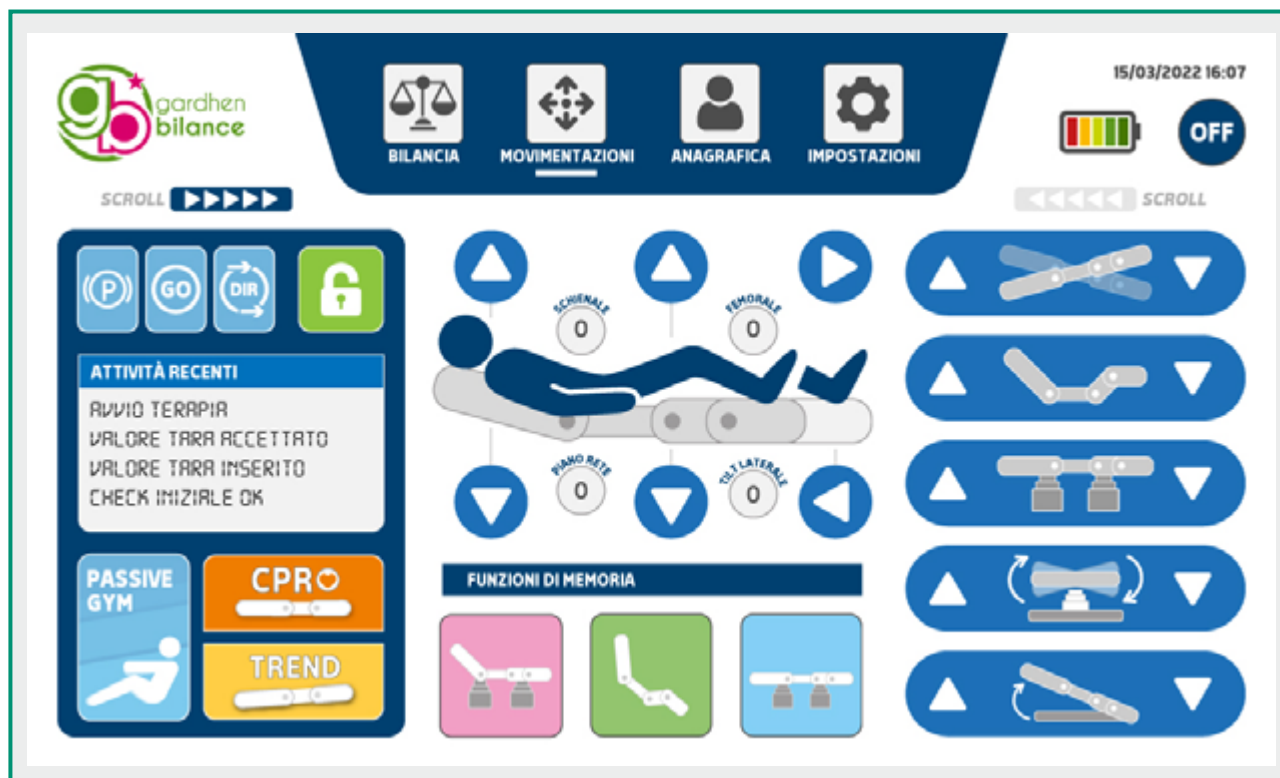 gardhen
bilance
BILANCIA
MOVIMENTAZIONI
ANAGRAFICA
IMPOSTAZIONI
15/03/2022 16:07
OFF
SCROLL
SCROLL
(P)
GO
DIR
ATTIVITÀ RECENTI
AVVIO TERAPIA
VALORE TARA ACCETTATO
VALORE TARA INSERITO
CHECK INIZIALE OK
PASSIVE
GYM
CPR
TREND
SCHIENALE
0
FEMORALE
0
PIANO RETE
0
TILT LATERALE
0
FUNZIONI DI MEMORIA